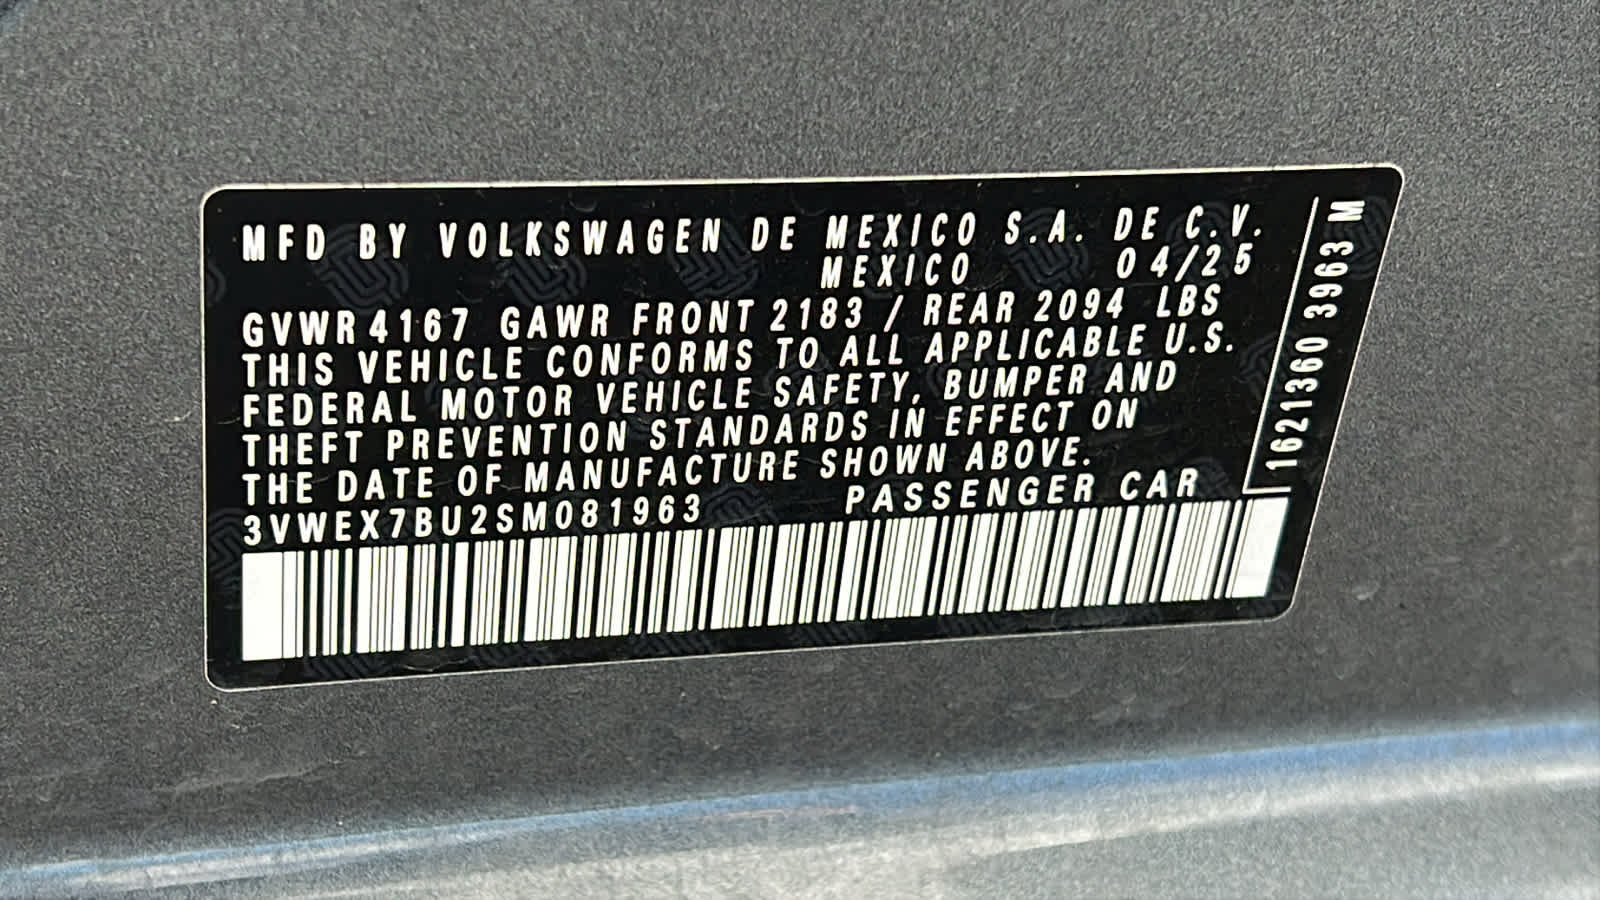 MFD BY VOLKSWAGEN DE MEXICO S.A. DE C.V.
MEXICO 04/25
GVWR 4167 GAWR FRONT 2183 / REAR 2094 LBS
THIS VEHICLE CONFORMS TO ALL APPLICABLE U.S.
FEDERAL MOTOR VEHICLE SAFETY, BUMPER AND
THEFT PREVENTION STANDARDS IN EFFECT ON
THE DATE OF MANUFACTURE SHOWN ABOVE.
3VWEX7BU2SM081963 PASSENGER CAR
1621360 3963 M